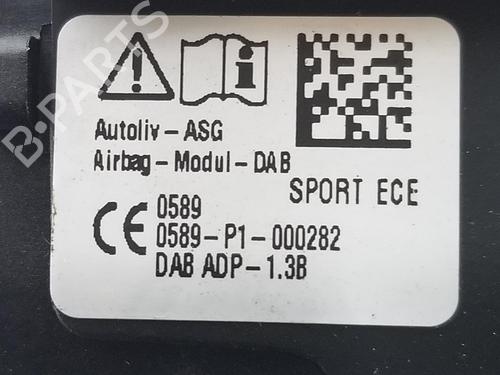 B-PARTS
Autoliv-ASG
Airbag-Modul-DAB
SPORT ECE
CE 0589
0589-P1-000282
DAB ADP-1.3B